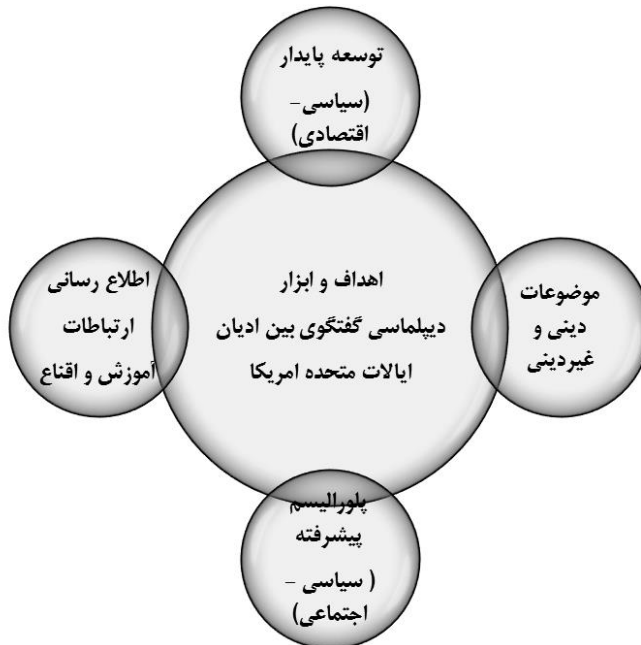 توسعه پایدار
(سیاسی-
اقتصادی)
اهداف و ابزار
دیپلماسی گفتگوی بین ادیان
ایالات متحده امریکا
موضوعات
دینی و
غیردینی
اطلاع رسانی
ارتباطات
آموزش و اقناع
پلورالیسم
پیشرفته
( سیاسی -
اجتماعی)